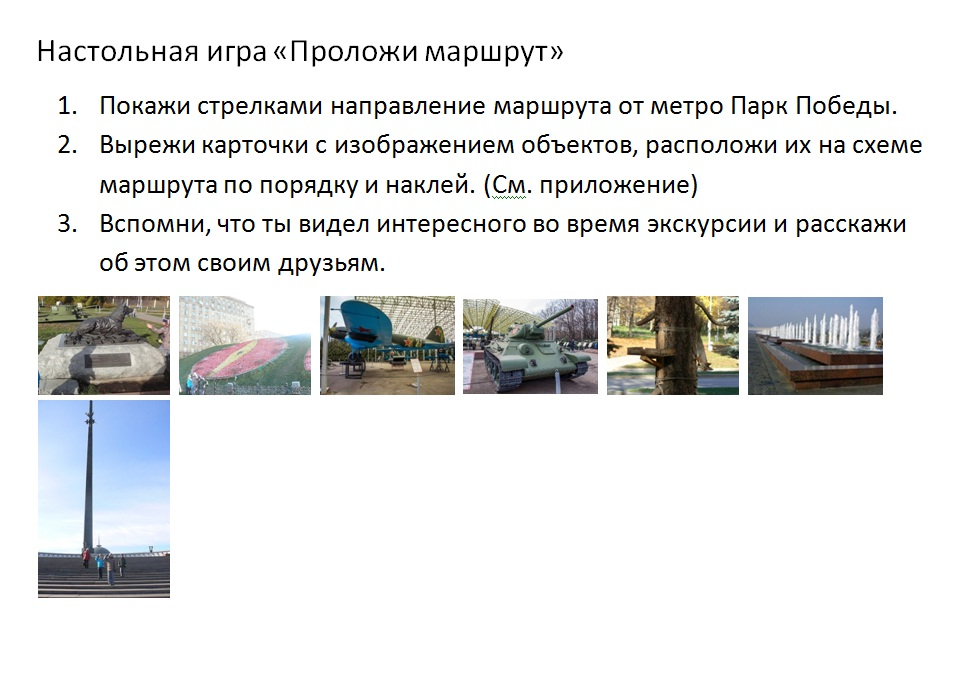 Настольная игра «Проложи маршрут»
1. Покажи стрелками направление маршрута от метро Парк Победы.
2. Вырежи карточки с изображением объектов, расположи их на схеме
маршрута по порядку и наклей. (См. приложение)
3. Вспомни, что ты видел интересного во время экскурсии и расскажи
об этом своим друзьям.